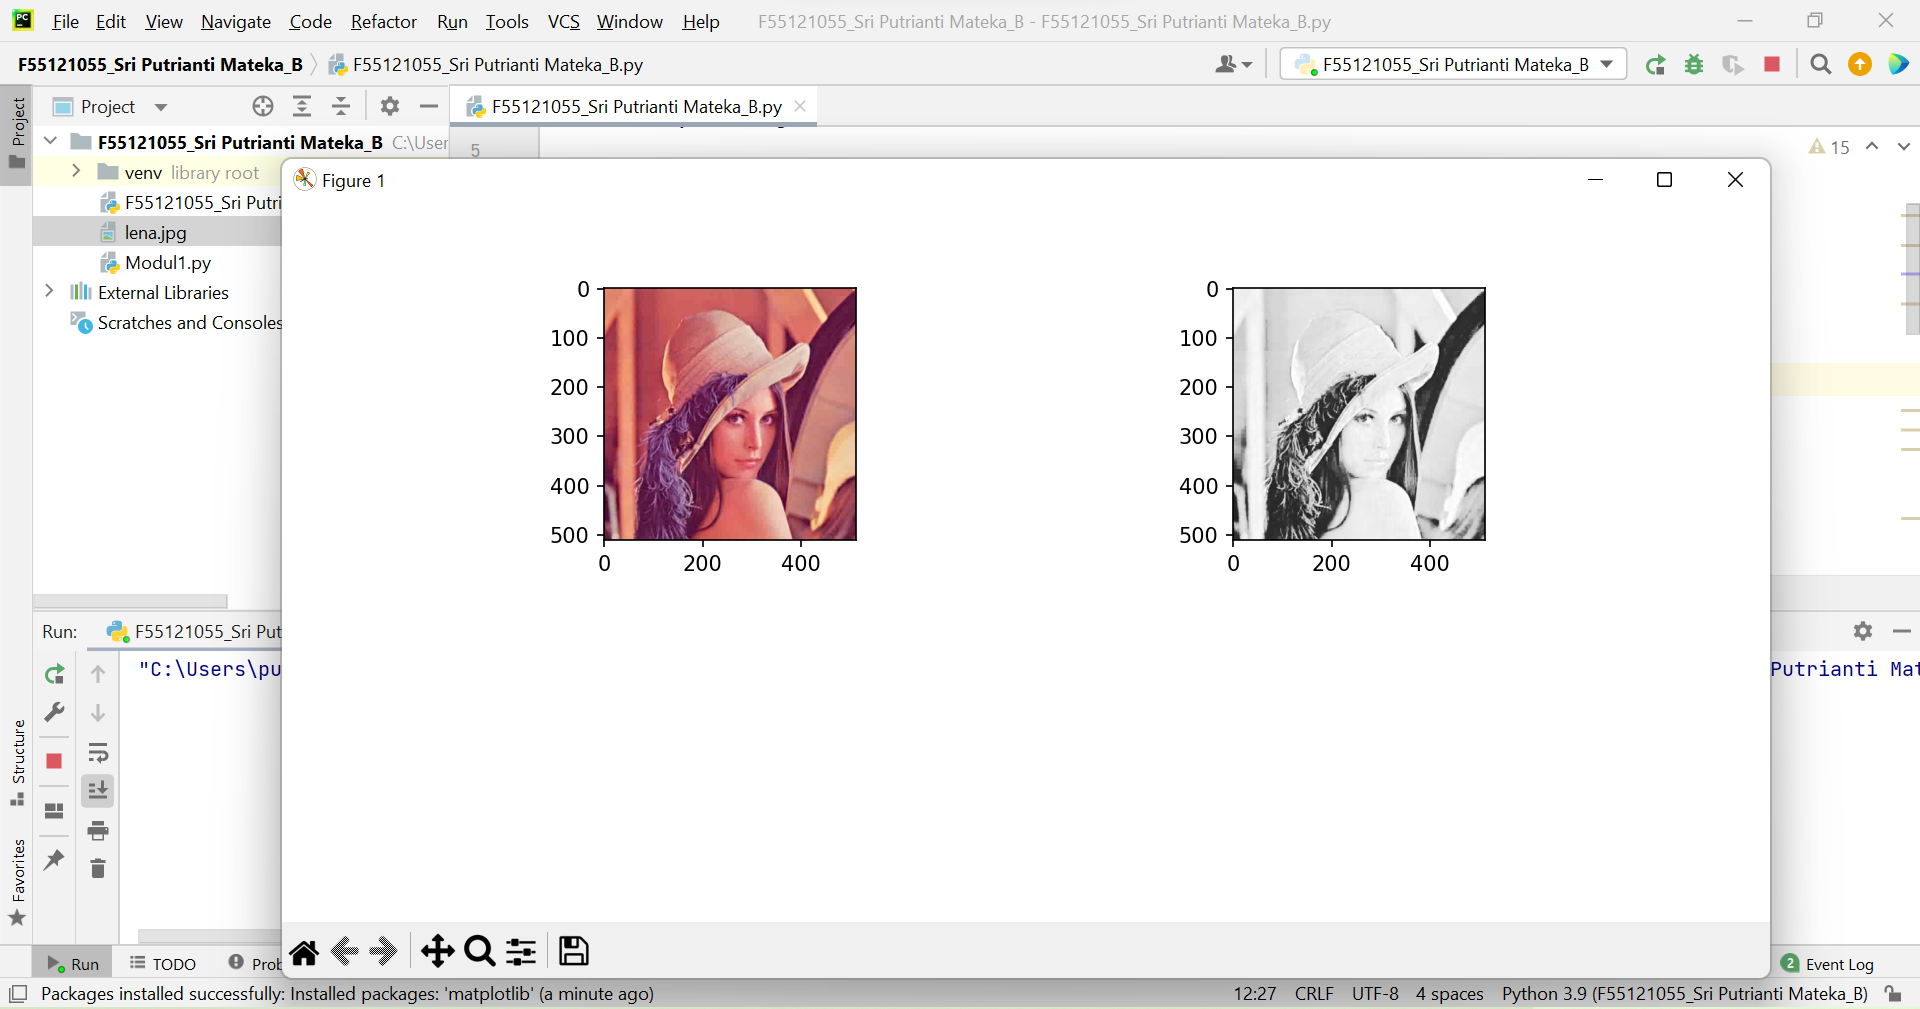 PC File Edit View Navigate Code Refactor Run Tools VCS Window Help F55121055_Sri Putrianti Mateka_B - F55121055_Sri Putrianti Mateka_B.py
F55121055_Sri Putrianti Mateka_B F55121055_Sri Putrianti Mateka_B.py F55121055_Sri Putrianti Mateka_B
Project Project F55121055_Sri Putrianti Mateka_B.py
F55121055_Sri Putrianti Mateka_B C:\User 5 15
venv library root
Figure 1
F55121055_Sri Putri
lena.jpg
Modul1.py
External Libraries
Scratches and Consoles
0 0
100 100
200 200
300 300
400 400
500 500
0 200 400 0 200 400
Run: F55121055_Sri Put
"C:\Users\pu Putrianti Mat
Structure
Favorites
Run TODO Prob 2 Event Log
Packages installed successfully: Installed packages: 'matplotlib' (a minute ago) 12:27 CRLF UTF-8 4 spaces Python 3.9 (F55121055_Sri Putrianti Mateka_B)